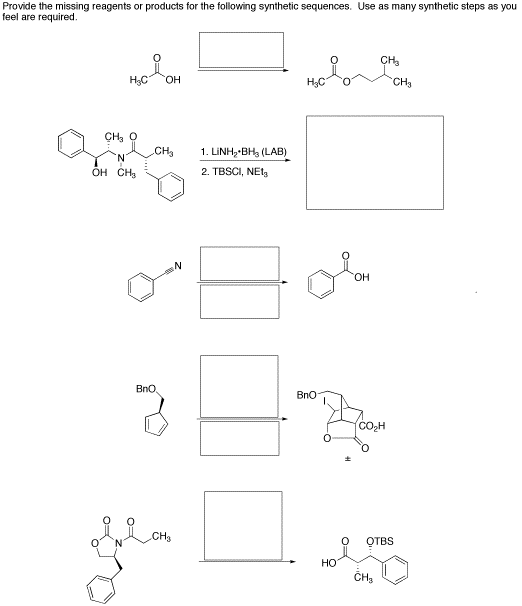 Provide the missing reagents or products for the following synthetic sequences. Use as many synthetic steps as you
feel are required.
O
H₃C OH
O CH₃
H₃C O CH₃
CH₃ O
CH₃
N
OH CH₃
1. LiNH₂•BH₃ (LAB)
2. TBSCl, NEt₃
N
O
OH
BnO
BnO
I
CO₂H
O
O
±
O O
O N CH₃
O OTBS
HO
CH₃